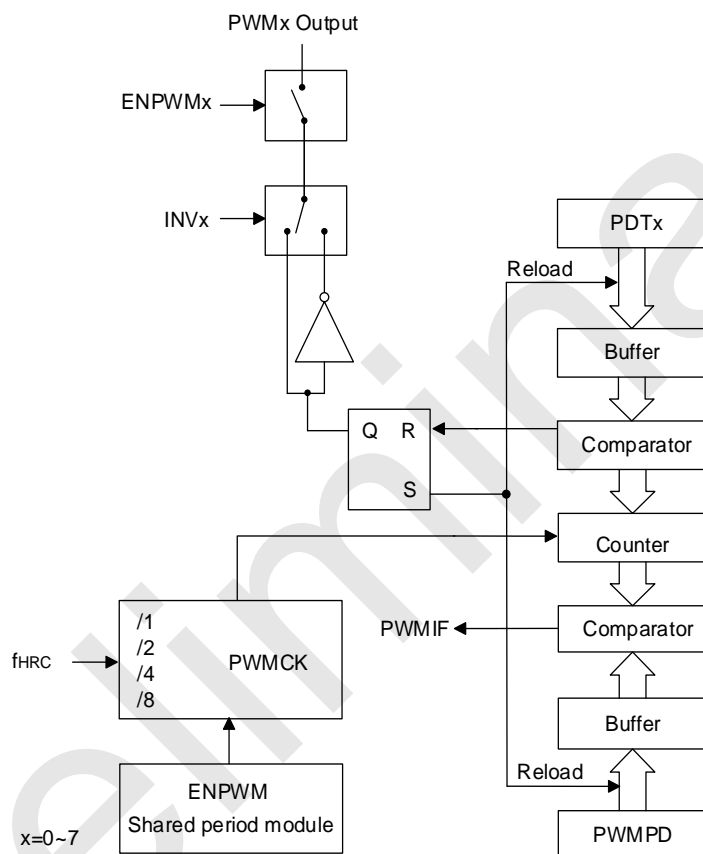 PWMx Output
ENPWMx
INVx
PDTx
Reload
Buffer
Q R
S
Comparator
Counter
/1
/2
/4
/8
PWMCK
fHRC
PWMIF
Comparator
Buffer
ENPWM
Shared period module
Reload
PWMPD
x=0~7
elimina